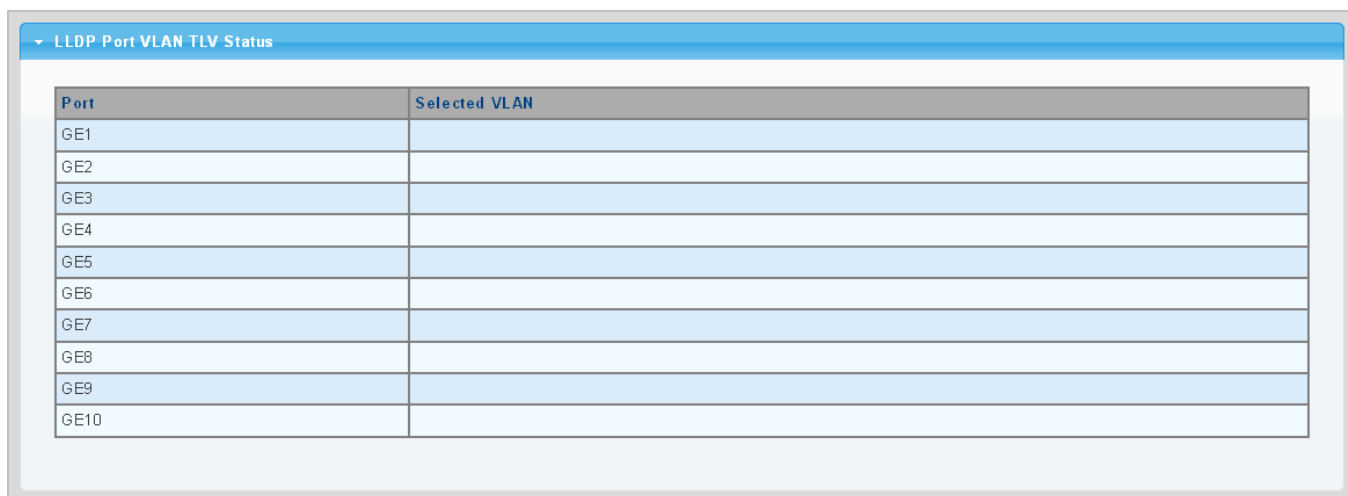 LLDP Port VLAN TLV Status
Port Selected VLAN
GE1
GE2
GE3
GE4
GE5
GE6
GE7
GE8
GE9
GE10